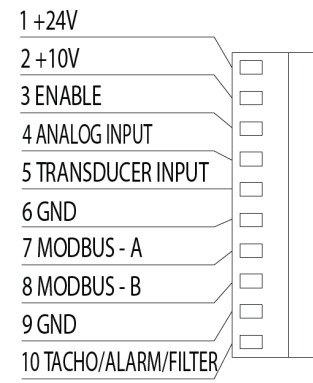 1 +24V
2 +10V
3 ENABLE
4 ANALOG INPUT
5 TRANSDUCER INPUT
6 GND
7 MODBUS - A
8 MODBUS - B
9 GND
10 TACHO/ALARM/FILTER